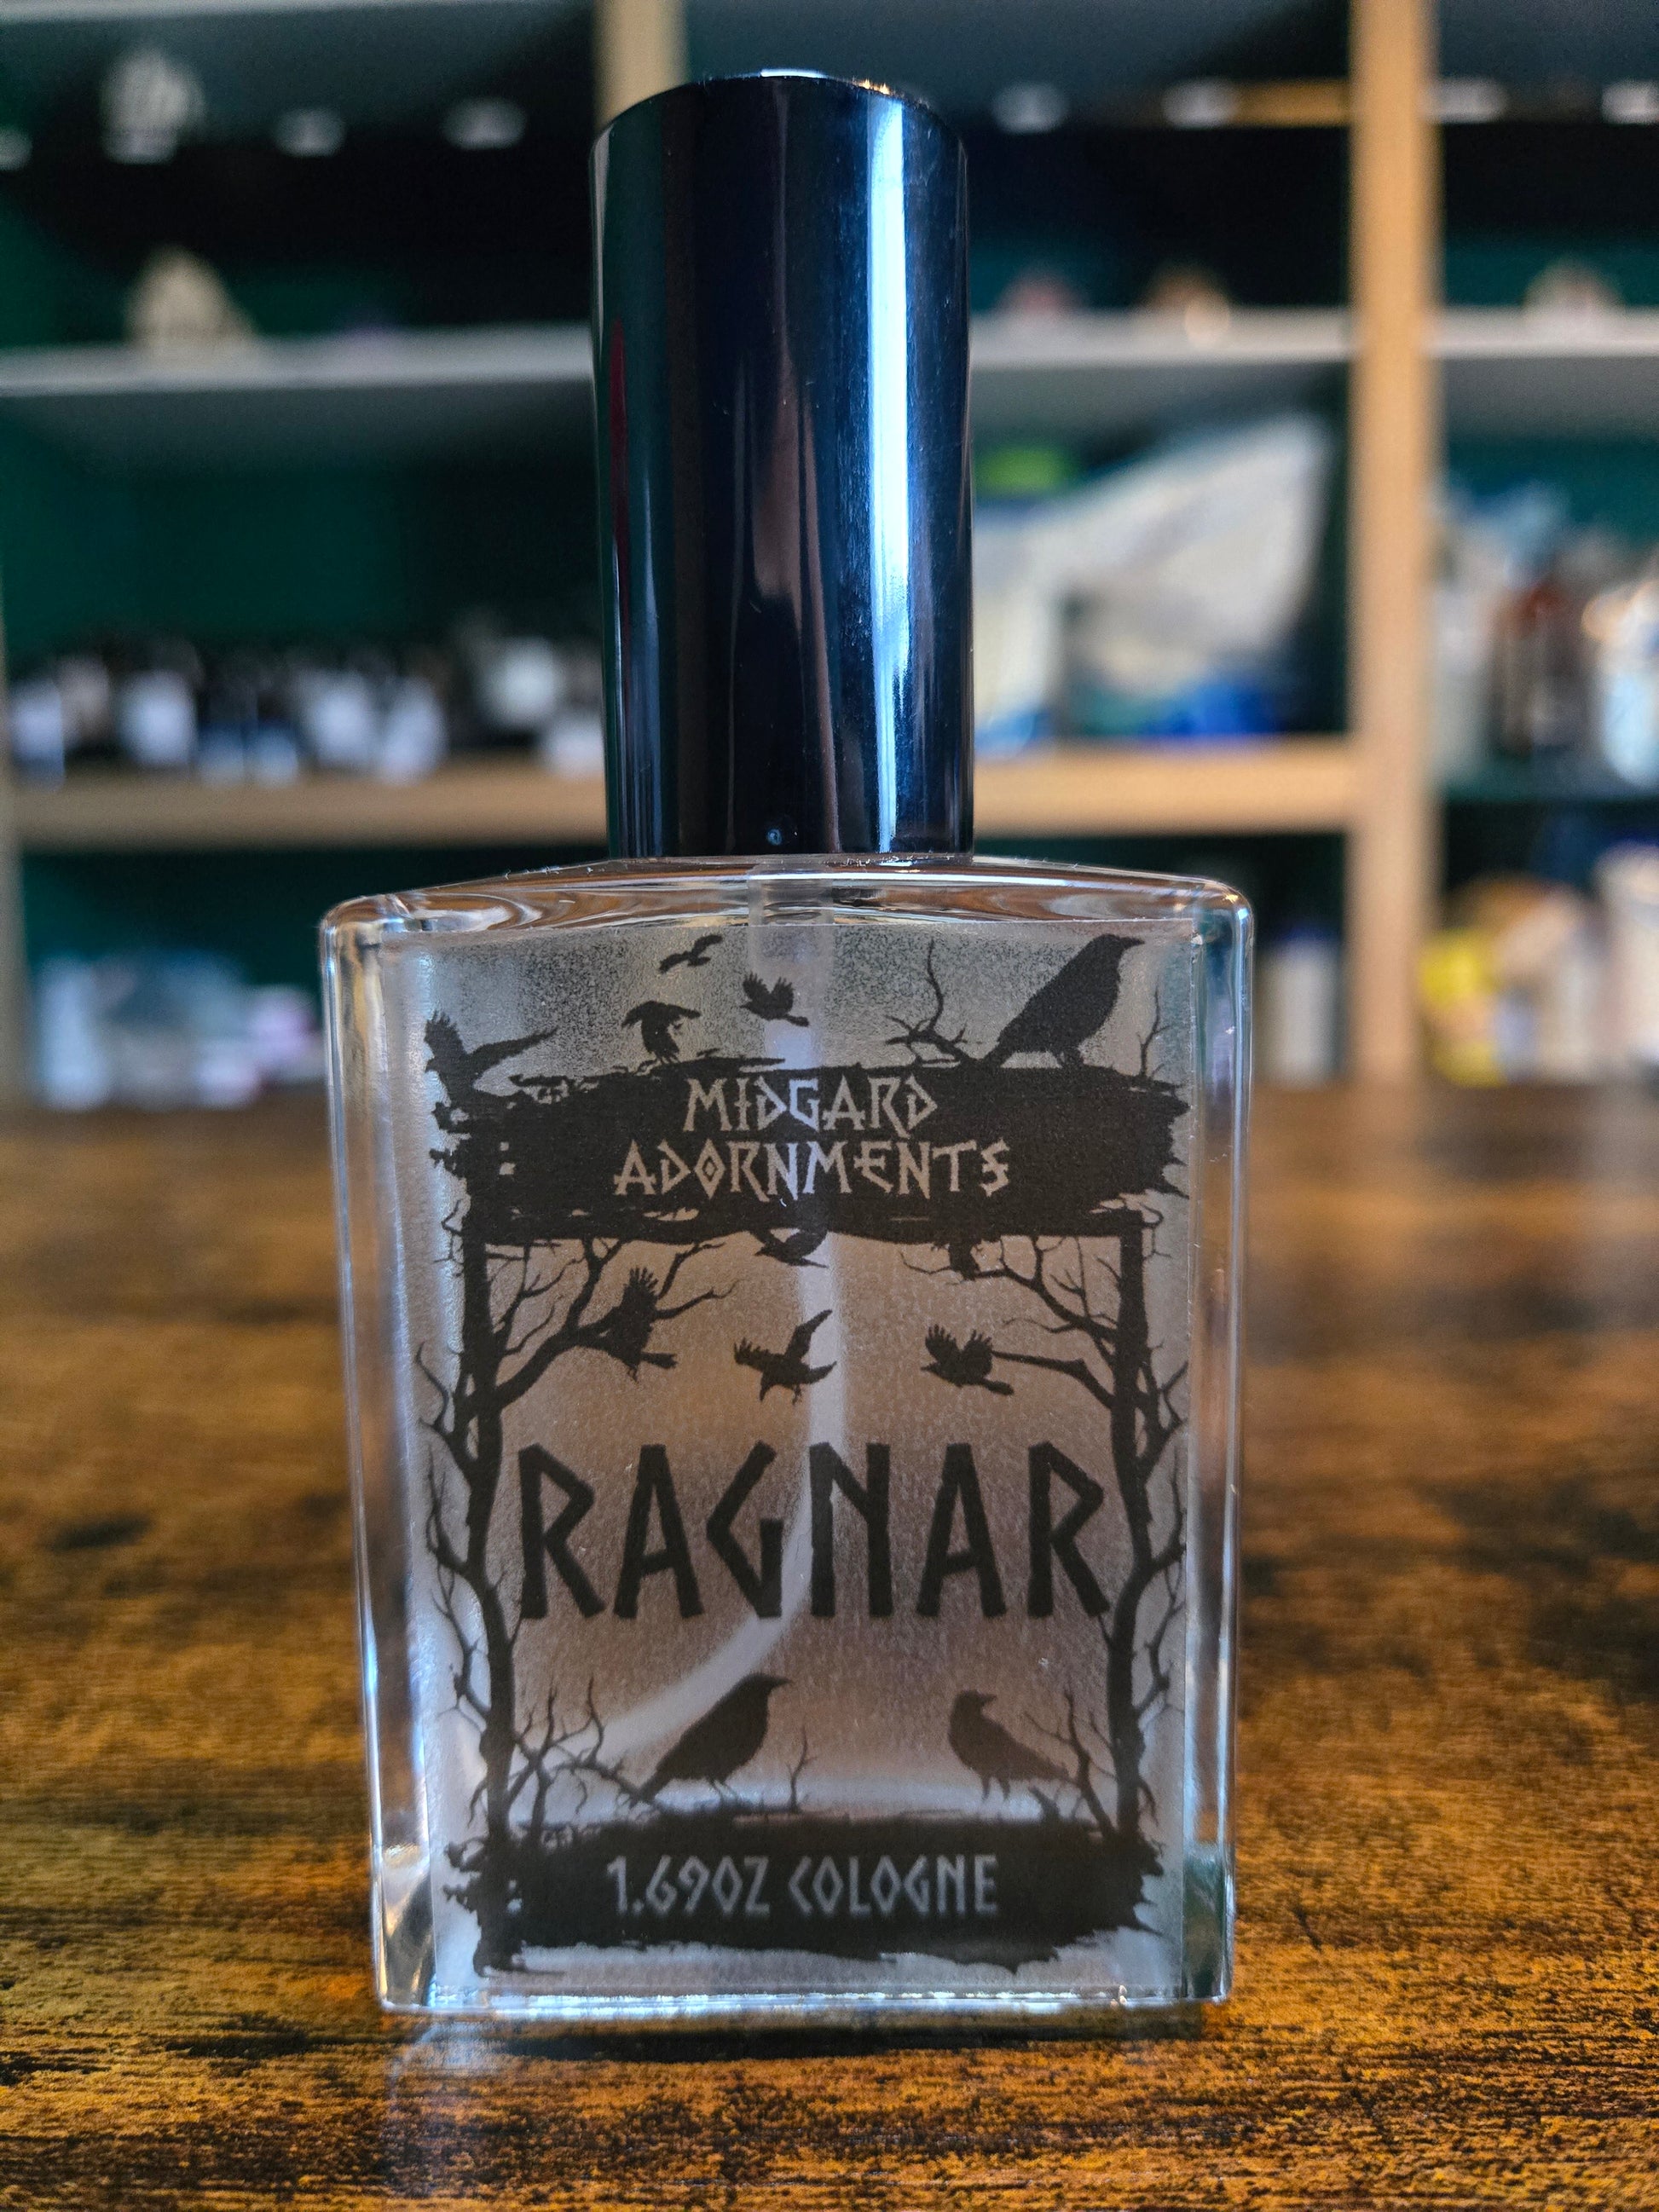 MIDGARD
ADORNMENTS
RAGNAR
1.69OZ COLOGNE